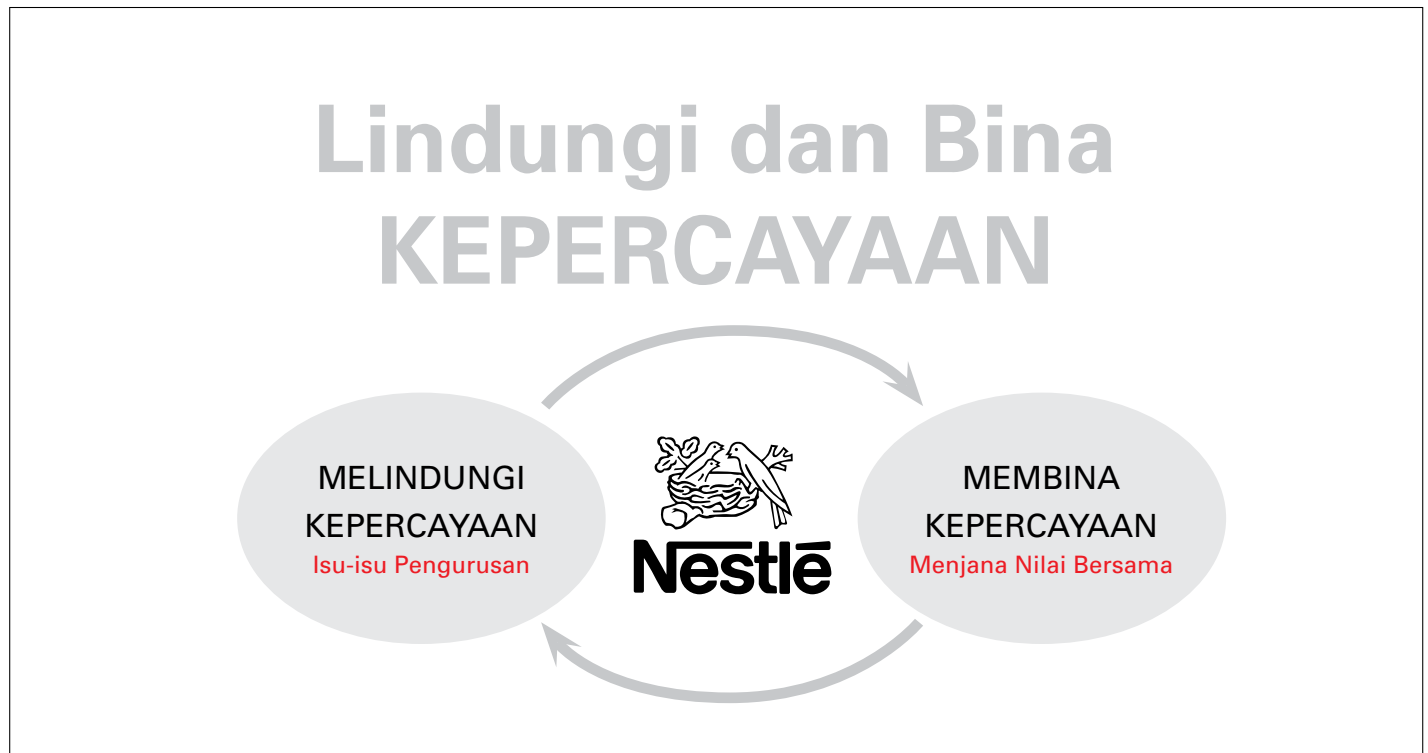 Lindungi dan Bina
KEPERCAYAAN
MELINDUNGI
KEPERCAYAAN
Isu-isu Pengurusan
Nestlé
MEMBINA
KEPERCAYAAN
Menjana Nilai Bersama